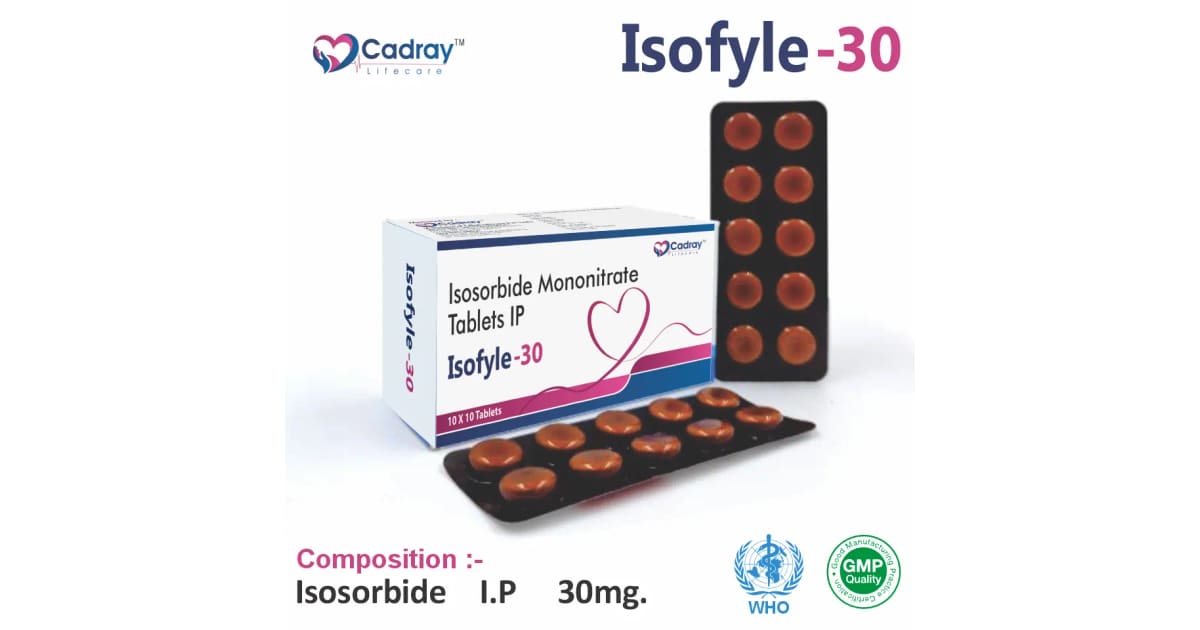 Cadray™
Lifecare
Isofyle -30
Cadray
Cadray™
Lifecare
Isosorbide Mononitrate
Tablets IP
Isofyle-30
10 X 10 Tablets
Isofyle-30
Composition :-
Isosorbide I.P 30mg.
WHO
Good Manufacturing Practice Certification
GMP
Quality